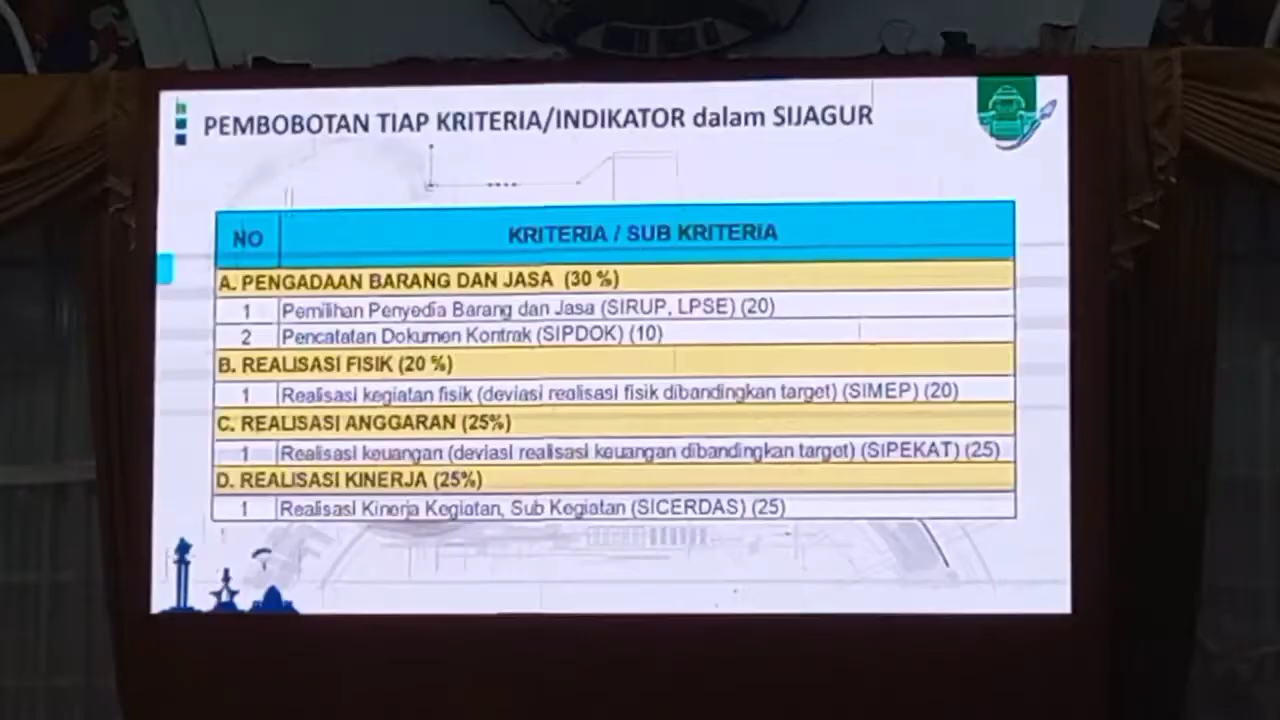 PEMBOBOTAN TIAP KRITERIA/INDIKATOR dalam SIJAGUR
NO KRITERIA / SUB KRITERIA
A. PENGADAAN BARANG DAN JASA (30 %)
1 Pemilihan Penyedia Barang dan Jasa (SIRUP, LPSE) (20)
2 Pencatatan Dokumen Kontrak (SIPDOK) (10)
B. REALISASI FISIK (20 %)
1 Realisasi kegiatan fisik (deviasi realisasi fisik dibandingkan target) (SIMEP) (20)
C. REALISASI ANGGARAN (25%)
1 Realisasi keuangan (deviasi realisasi keuangan dibandingkan target) (SIPEKAT) (25)
D. REALISASI KINERJA (25%)
1 Realisasi Kinerja Kegiatan, Sub Kegiatan (SICERDAS) (25)